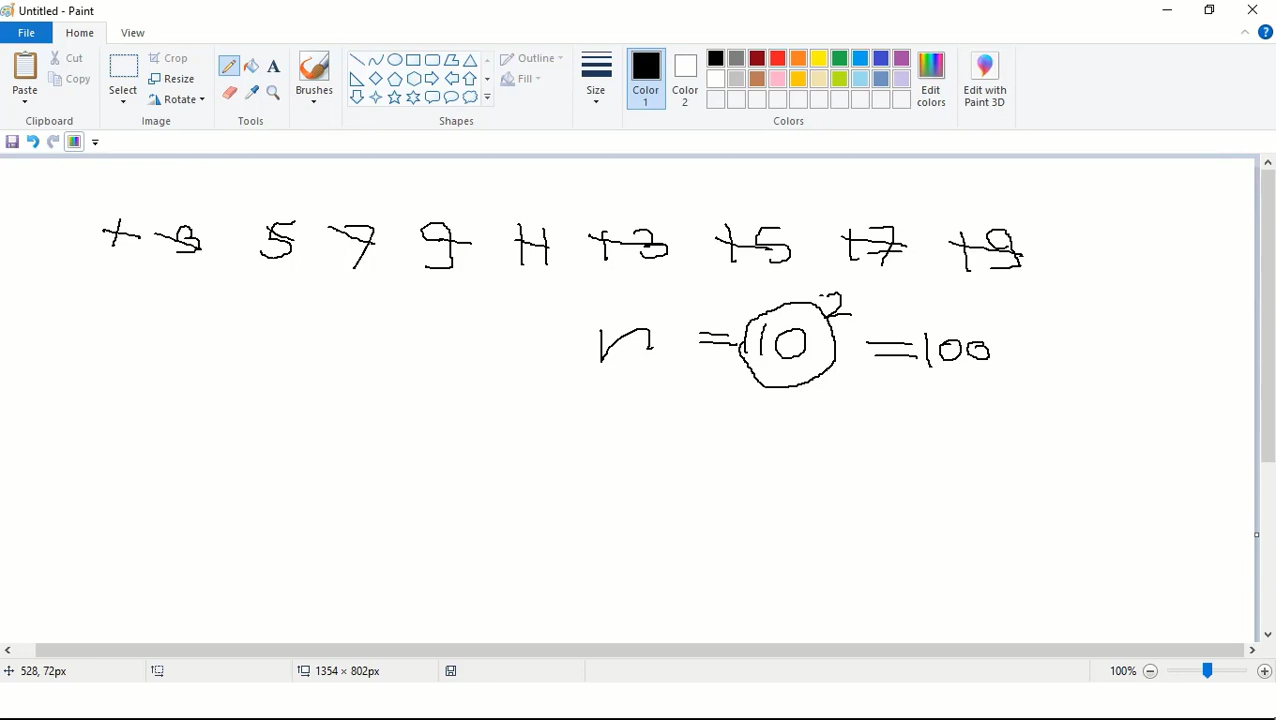 Untitled - Paint
File Home View
Paste Cut Copy Clipboard
Select Crop Resize Rotate Image
Tools
Brushes
Outline Fill Shapes
Size
Color 1 Color 2 Edit colors Colors
Edit with Paint 3D
1 3 5 7 9 11 13 15 17 19
n = 10² = 100
528, 72px 1354 × 802px 100%